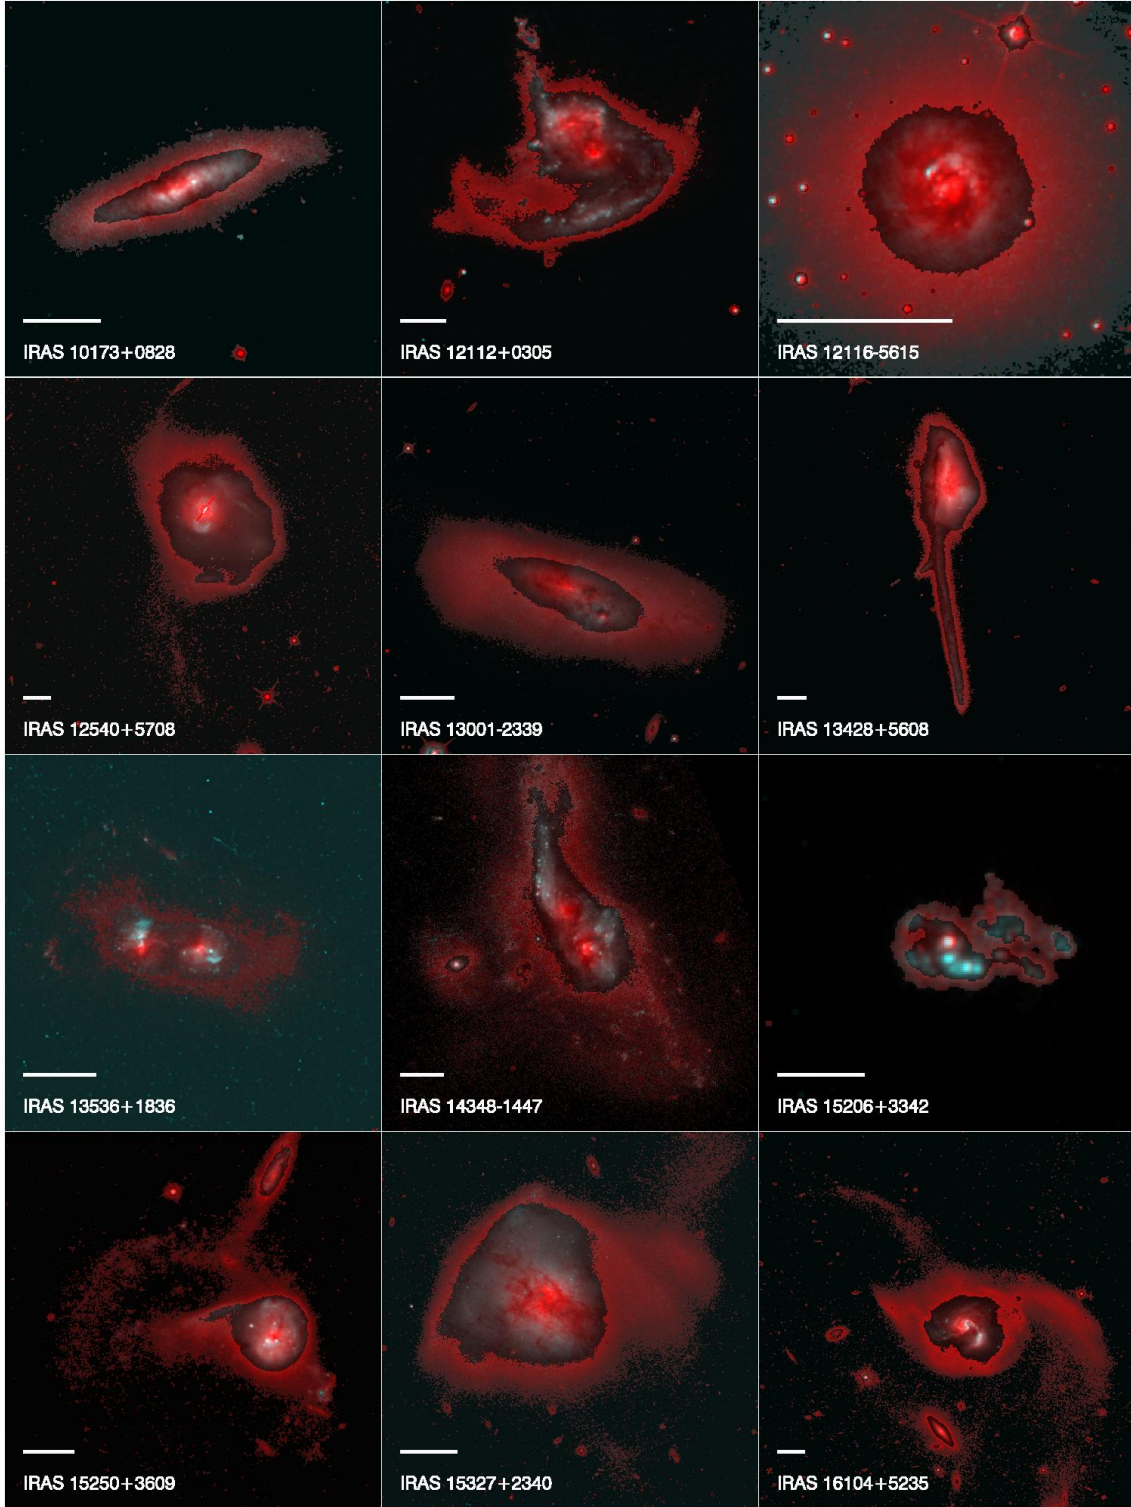 IRAS 10173+0828
IRAS 12112+0305
IRAS 12116-5615
IRAS 12540+5708
IRAS 13001-2339
IRAS 13428+5608
IRAS 13536+1836
IRAS 14348-1447
IRAS 15206+3342
IRAS 15250+3609
IRAS 15327+2340
IRAS 16104+5235